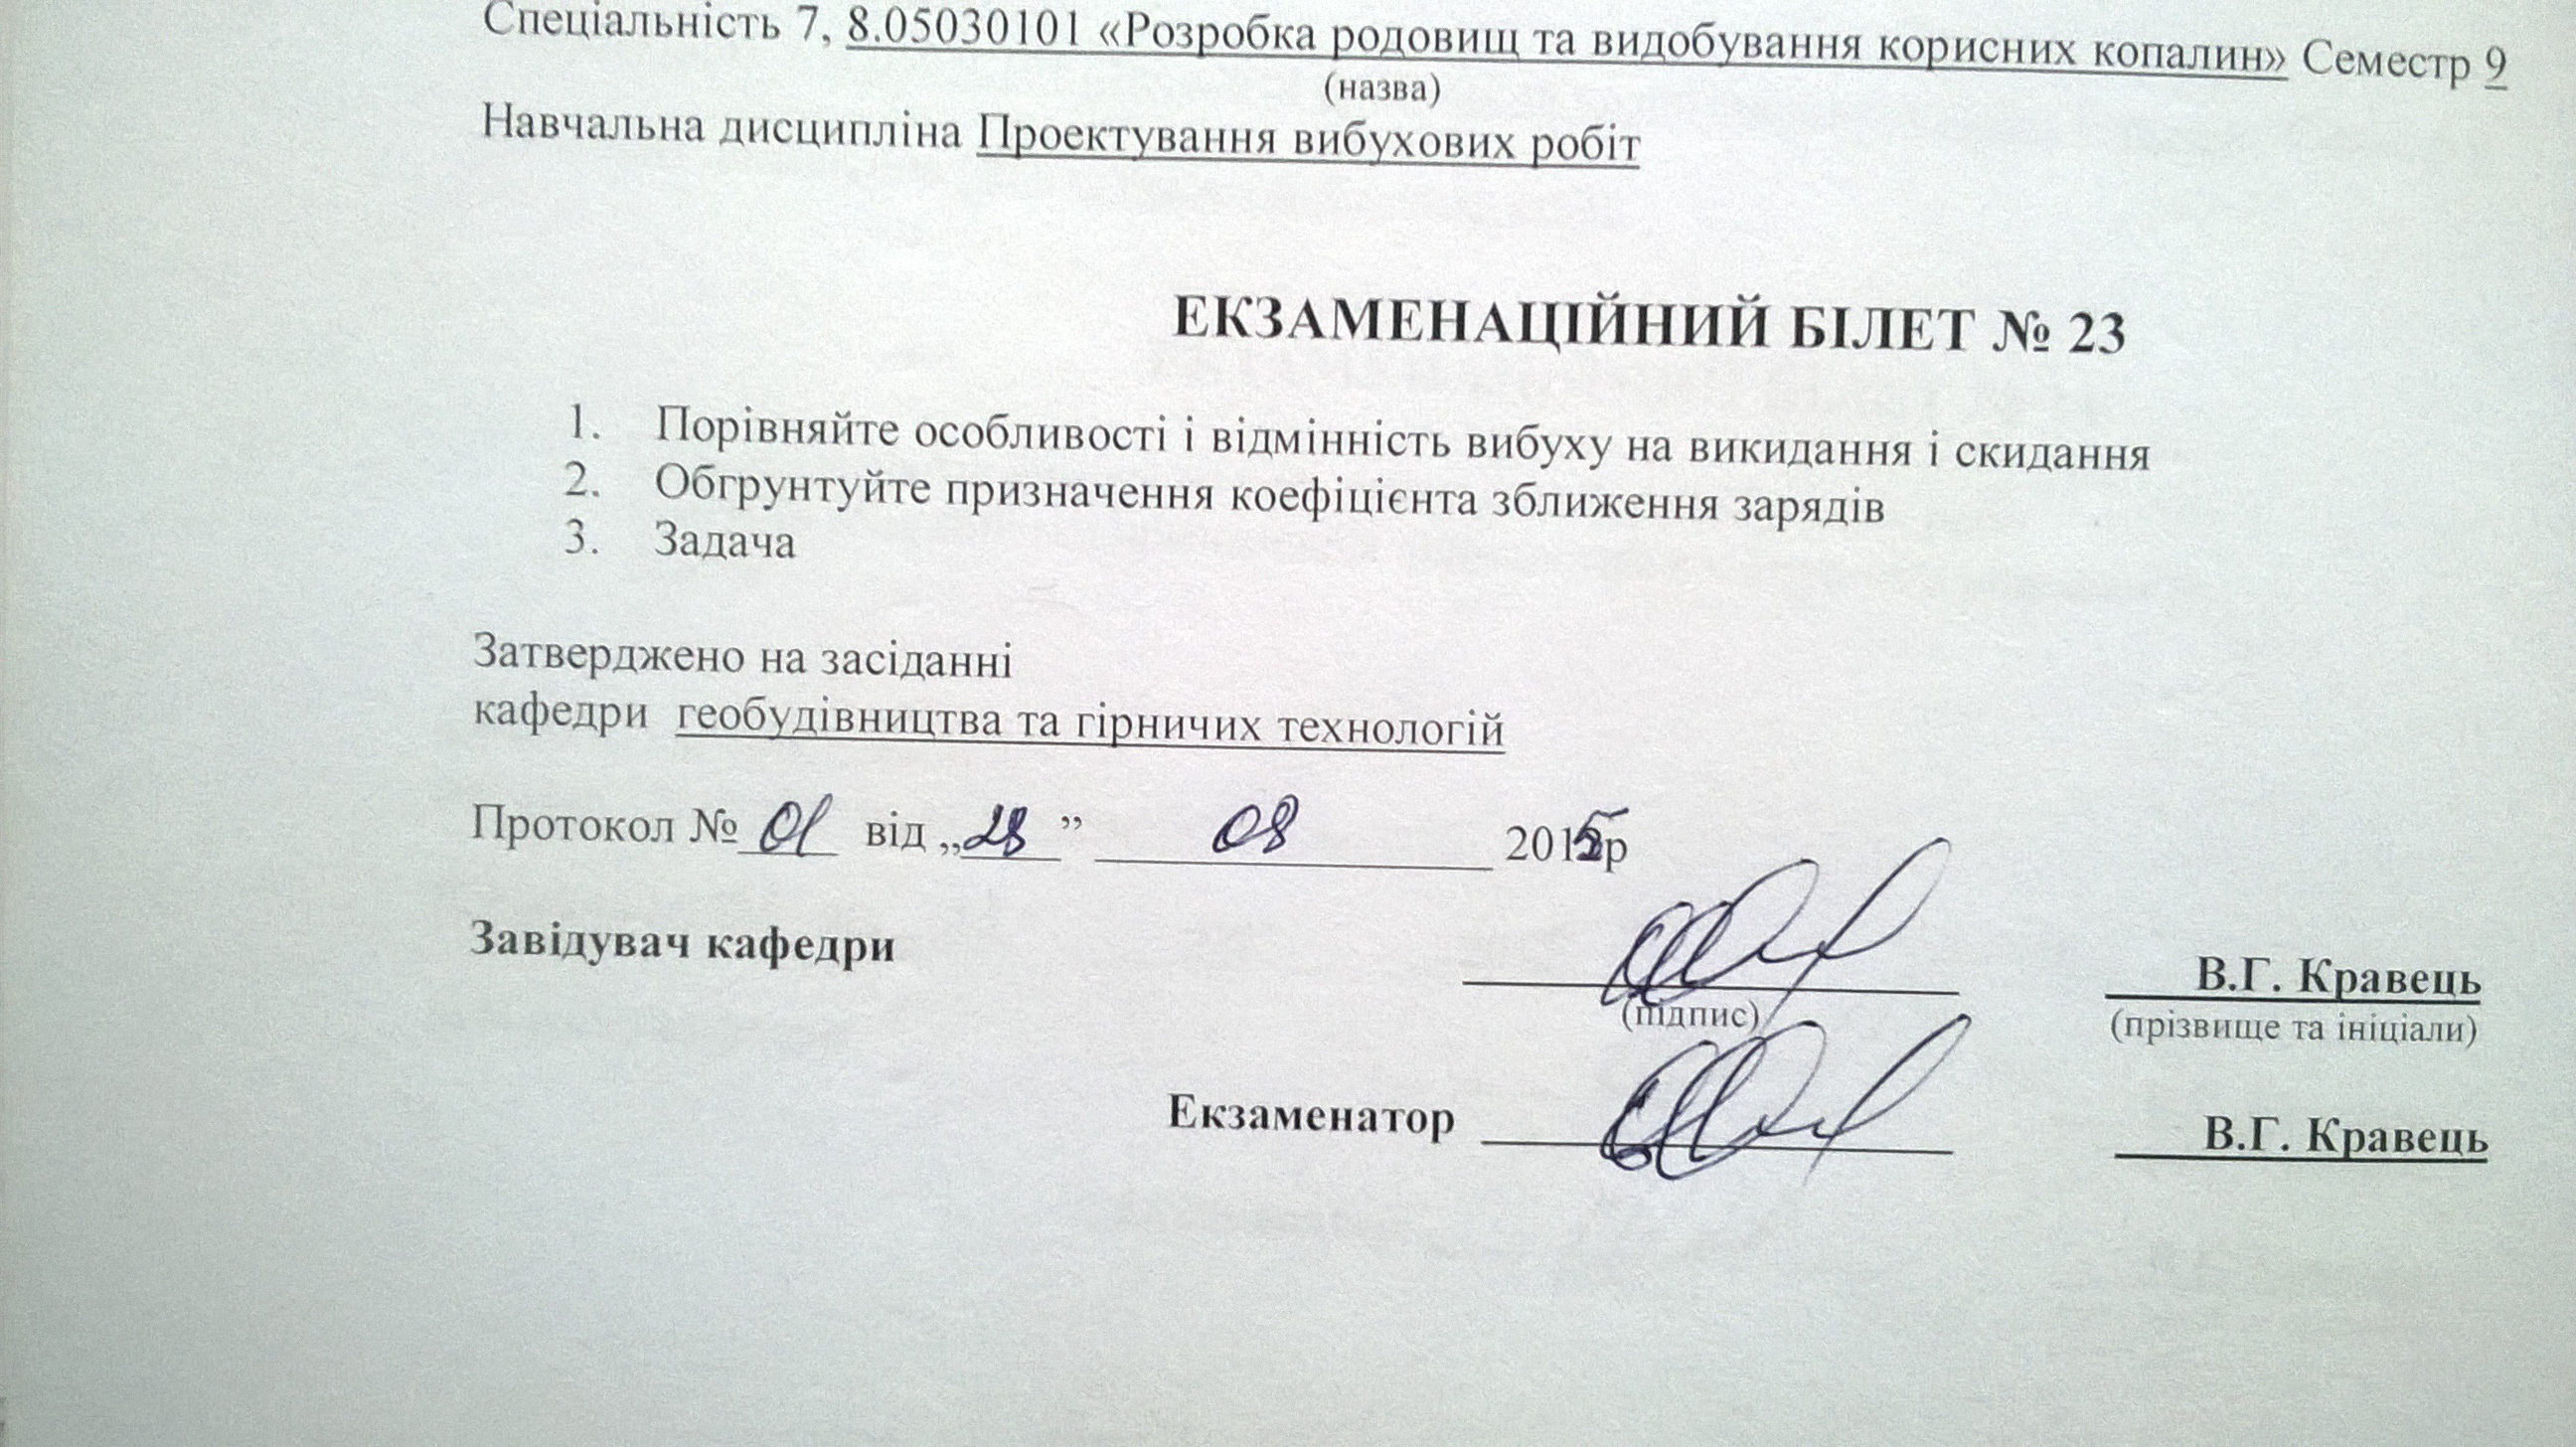 Спеціальність 7, 8.05030101 «Розробка родовищ та видобування корисних копалин» Семестр 9
(назва)
Навчальна дисципліна Проектування вибухових робіт
ЕКЗАМЕНАЦІЙНИЙ БІЛЕТ № 23
1. Порівняйте особливості і відмінність вибуху на викидання і скидання
2. Обгрунтуйте призначення коефіцієнта зближення зарядів
3. Задача
Затверджено на засіданні
кафедри геобудівництва та гірничих технологій
Протокол № 01 від „28” 08 2015р
Завідувач кафедри
В.Г. Кравець
(підпис)
(прізвище та ініціали)
Екзаменатор
В.Г. Кравець